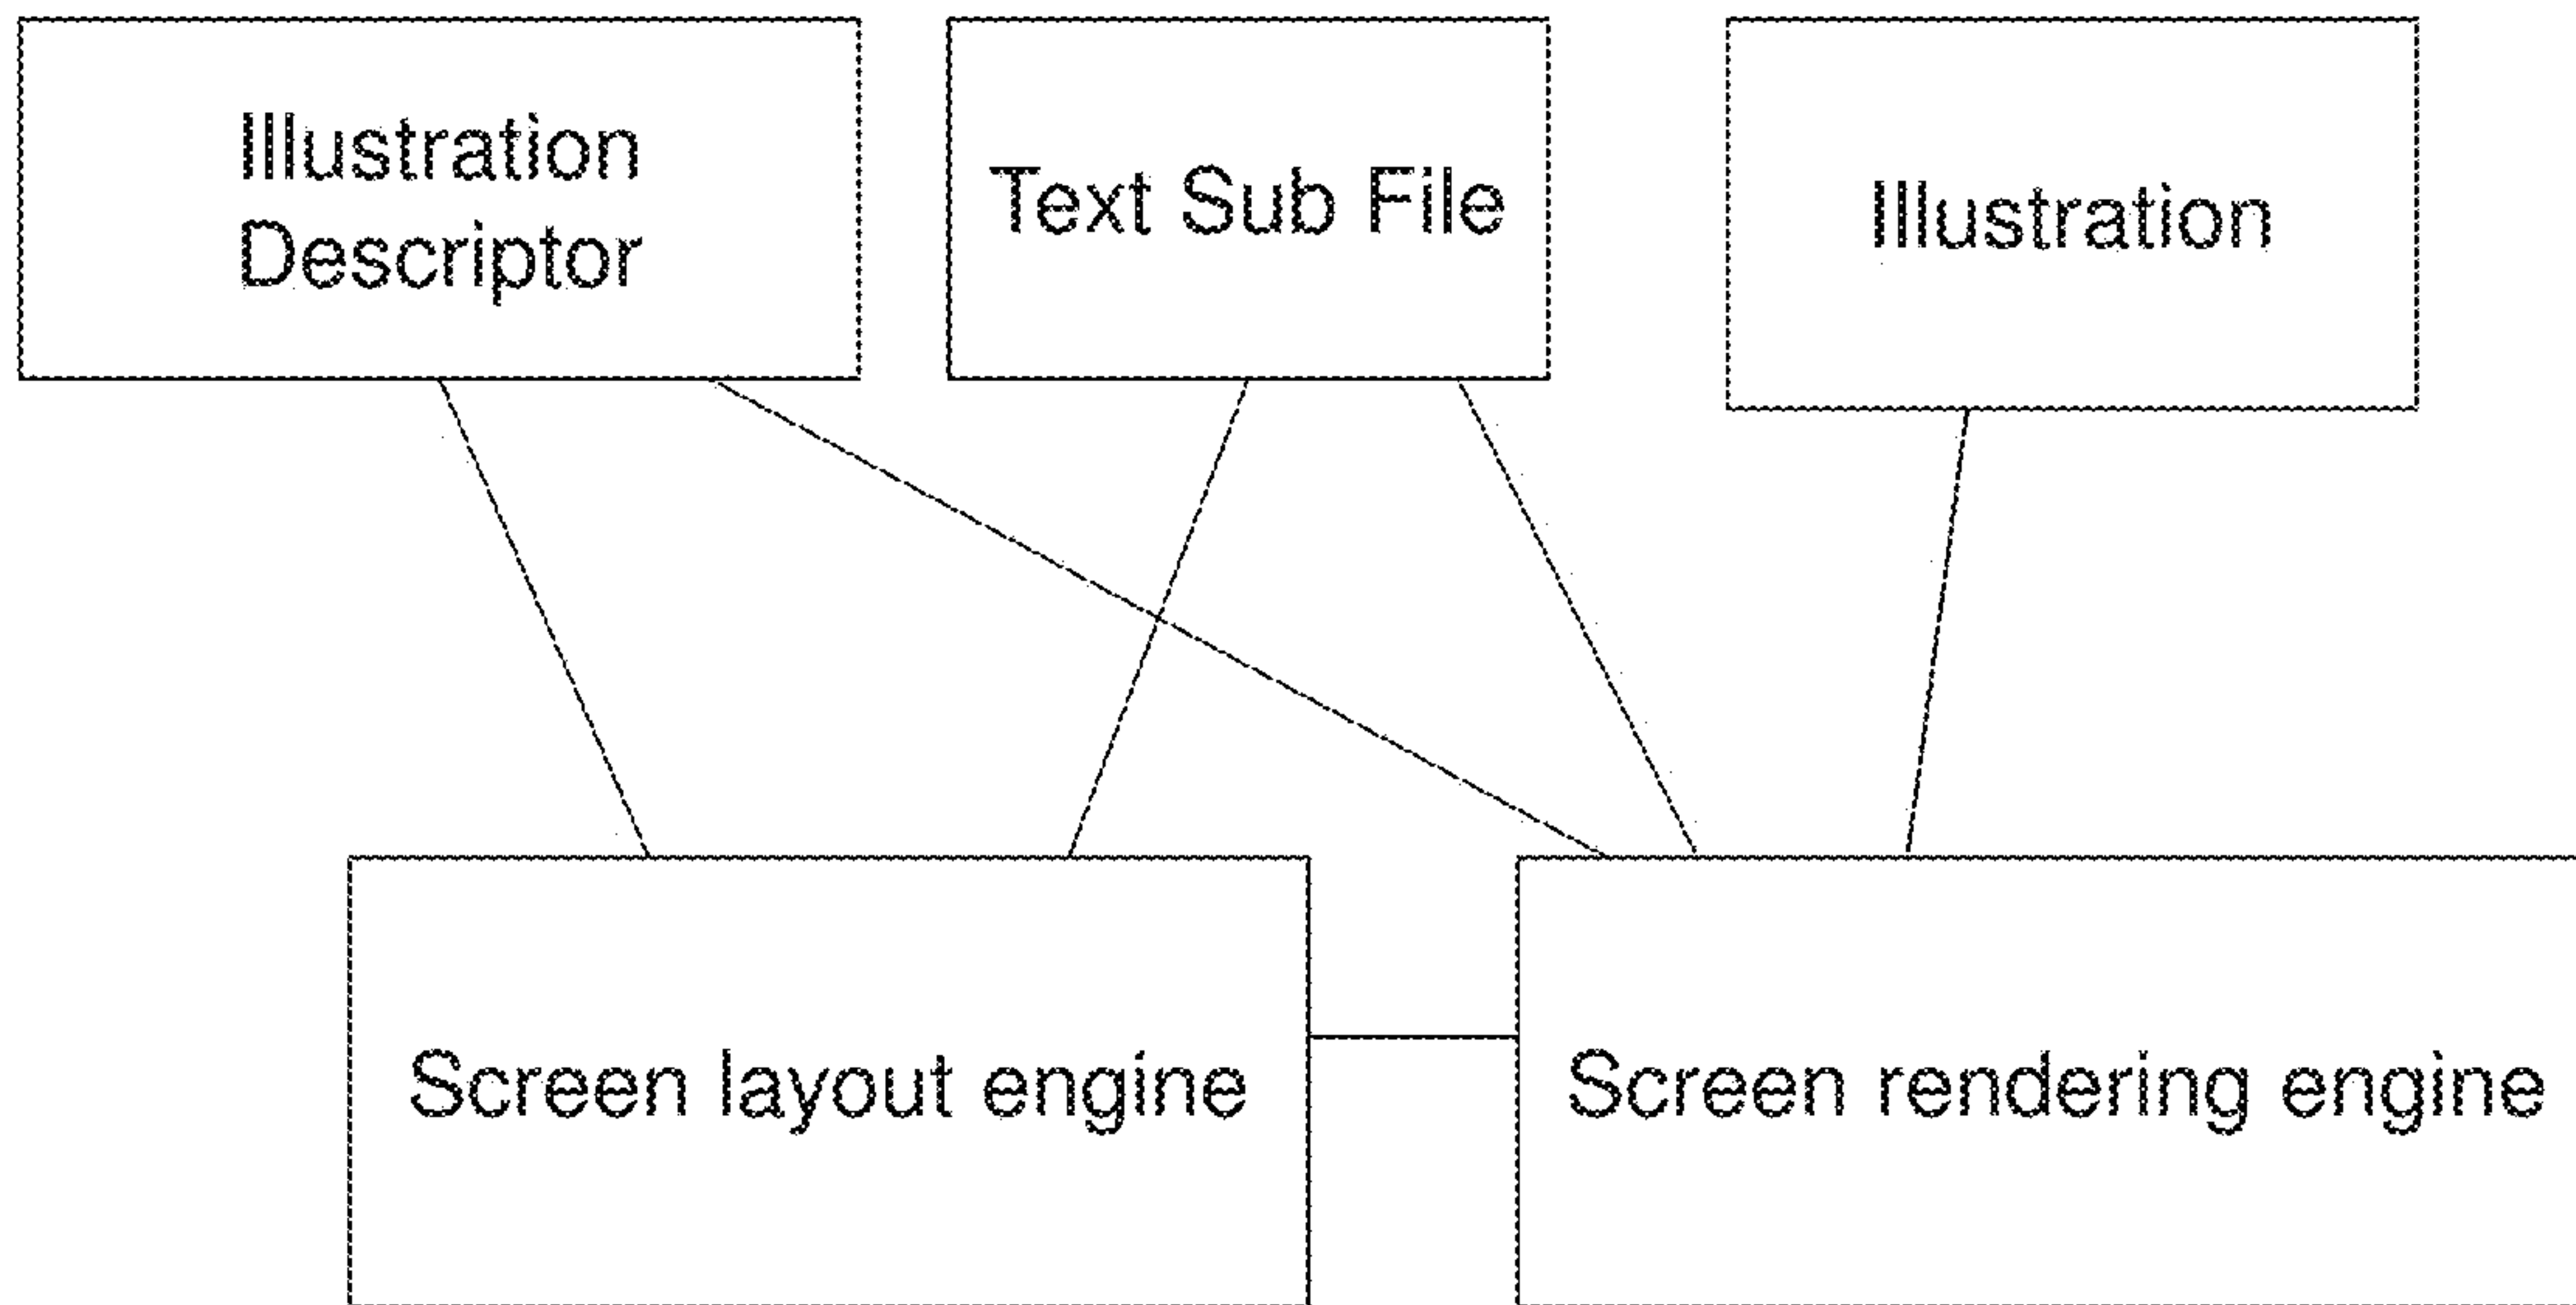 Illustration
Descriptor
Text Sub File
Illustration
Screen layout engine
Screen rendering engine